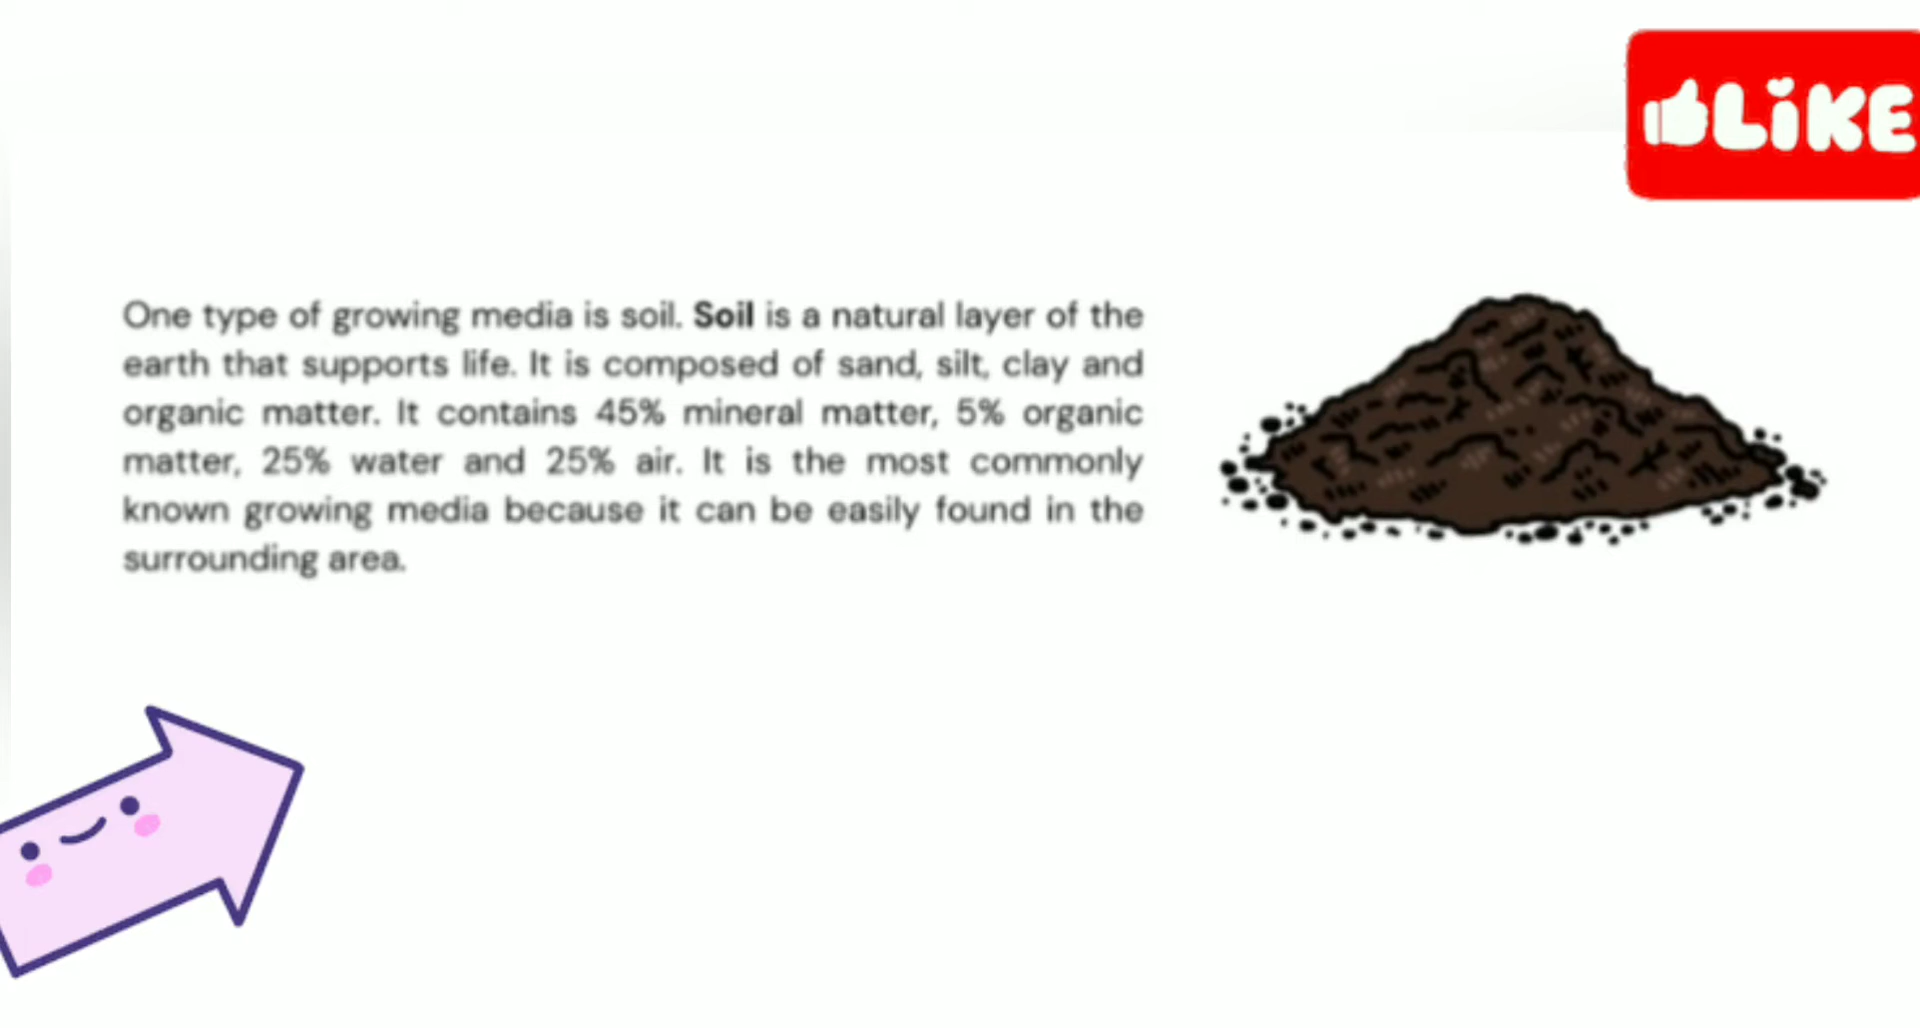 LiKE
One type of growing media is soil. Soil is a natural layer of the
earth that supports life. It is composed of sand, silt, clay and
organic matter. It contains 45% mineral matter, 5% organic
matter, 25% water and 25% air. It is the most commonly
known growing media because it can be easily found in the
surrounding area.